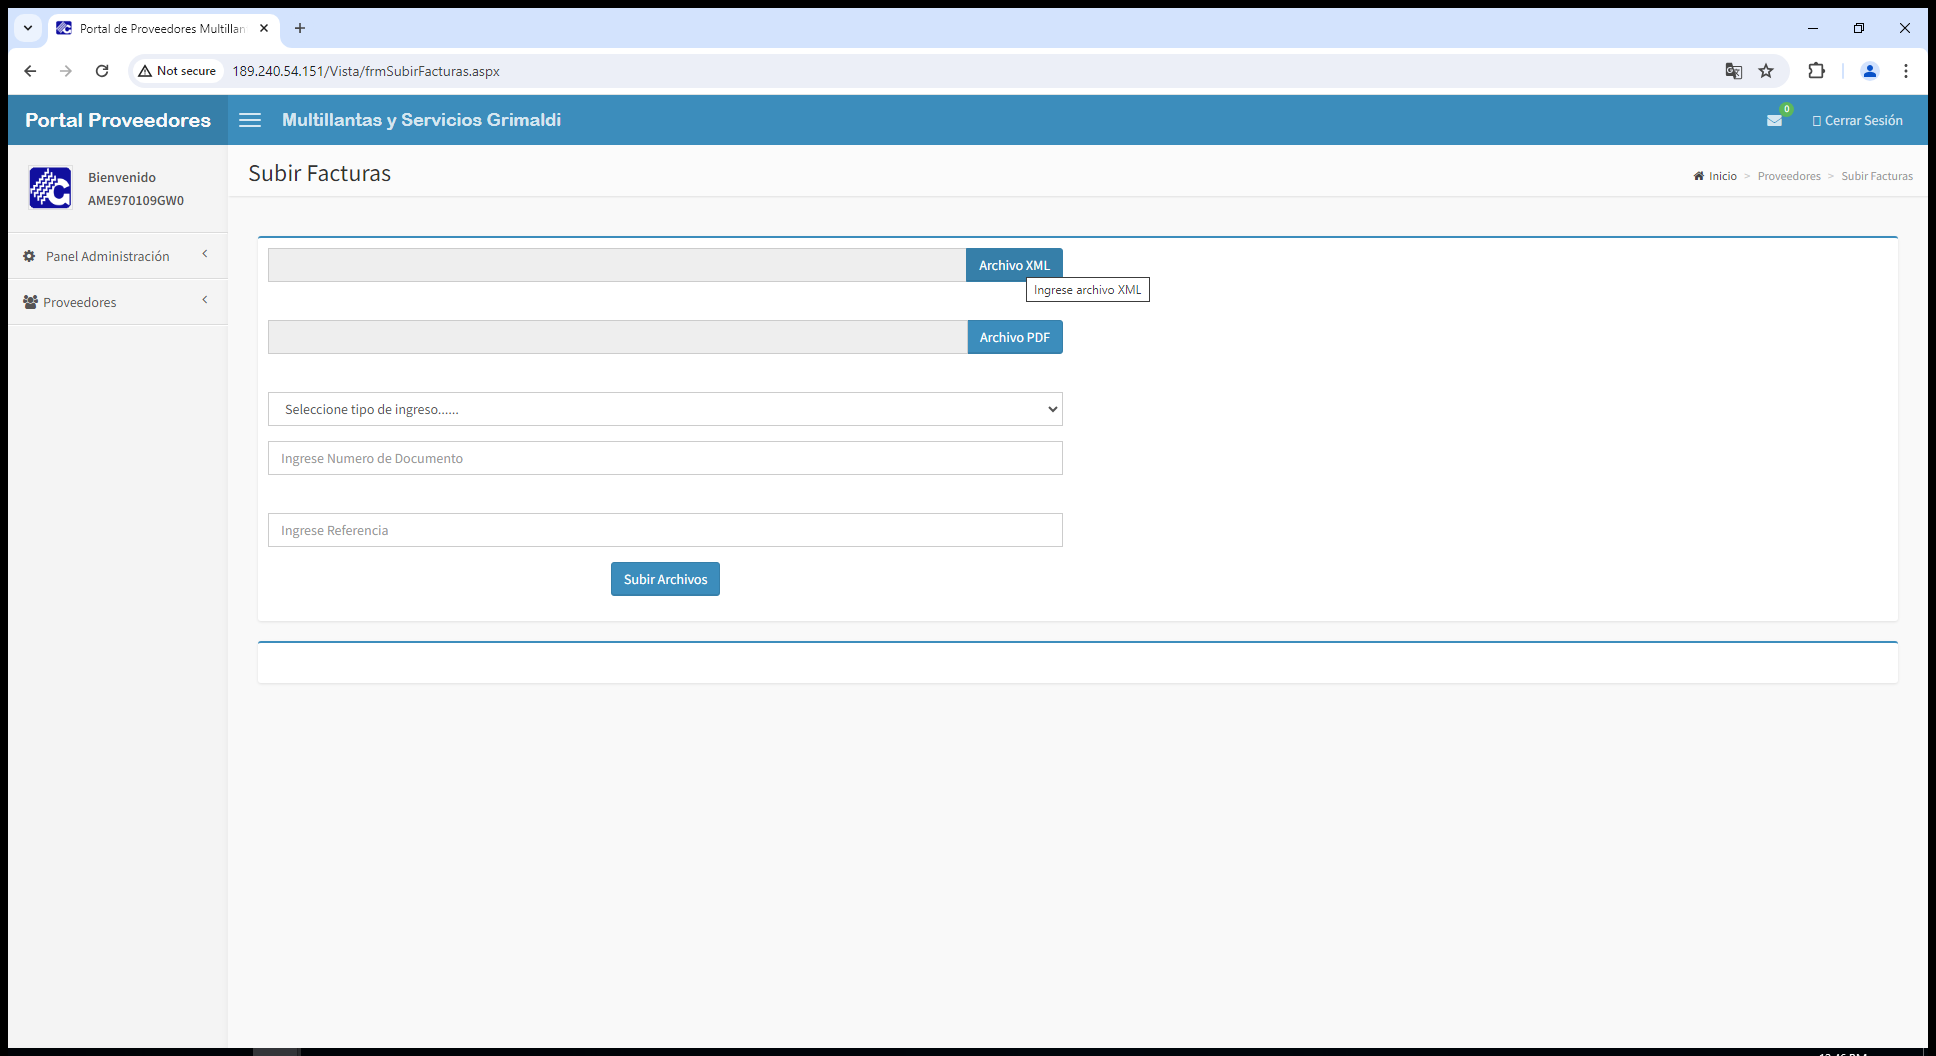 Portal de Proveedores Multillan
Not secure
189.240.54.151/Vista/frmSubirFacturas.aspx
Portal Proveedores
Multillantas y Servicios Grimaldi
0
Cerrar Sesión
Bienvenido
AME970109GW0
Subir Facturas
Inicio > Proveedores > Subir Facturas
Panel Administración
Proveedores
Archivo XML
Ingrese archivo XML
Archivo PDF
Seleccione tipo de ingreso......
Ingrese Numero de Documento
Ingrese Referencia
Subir Archivos